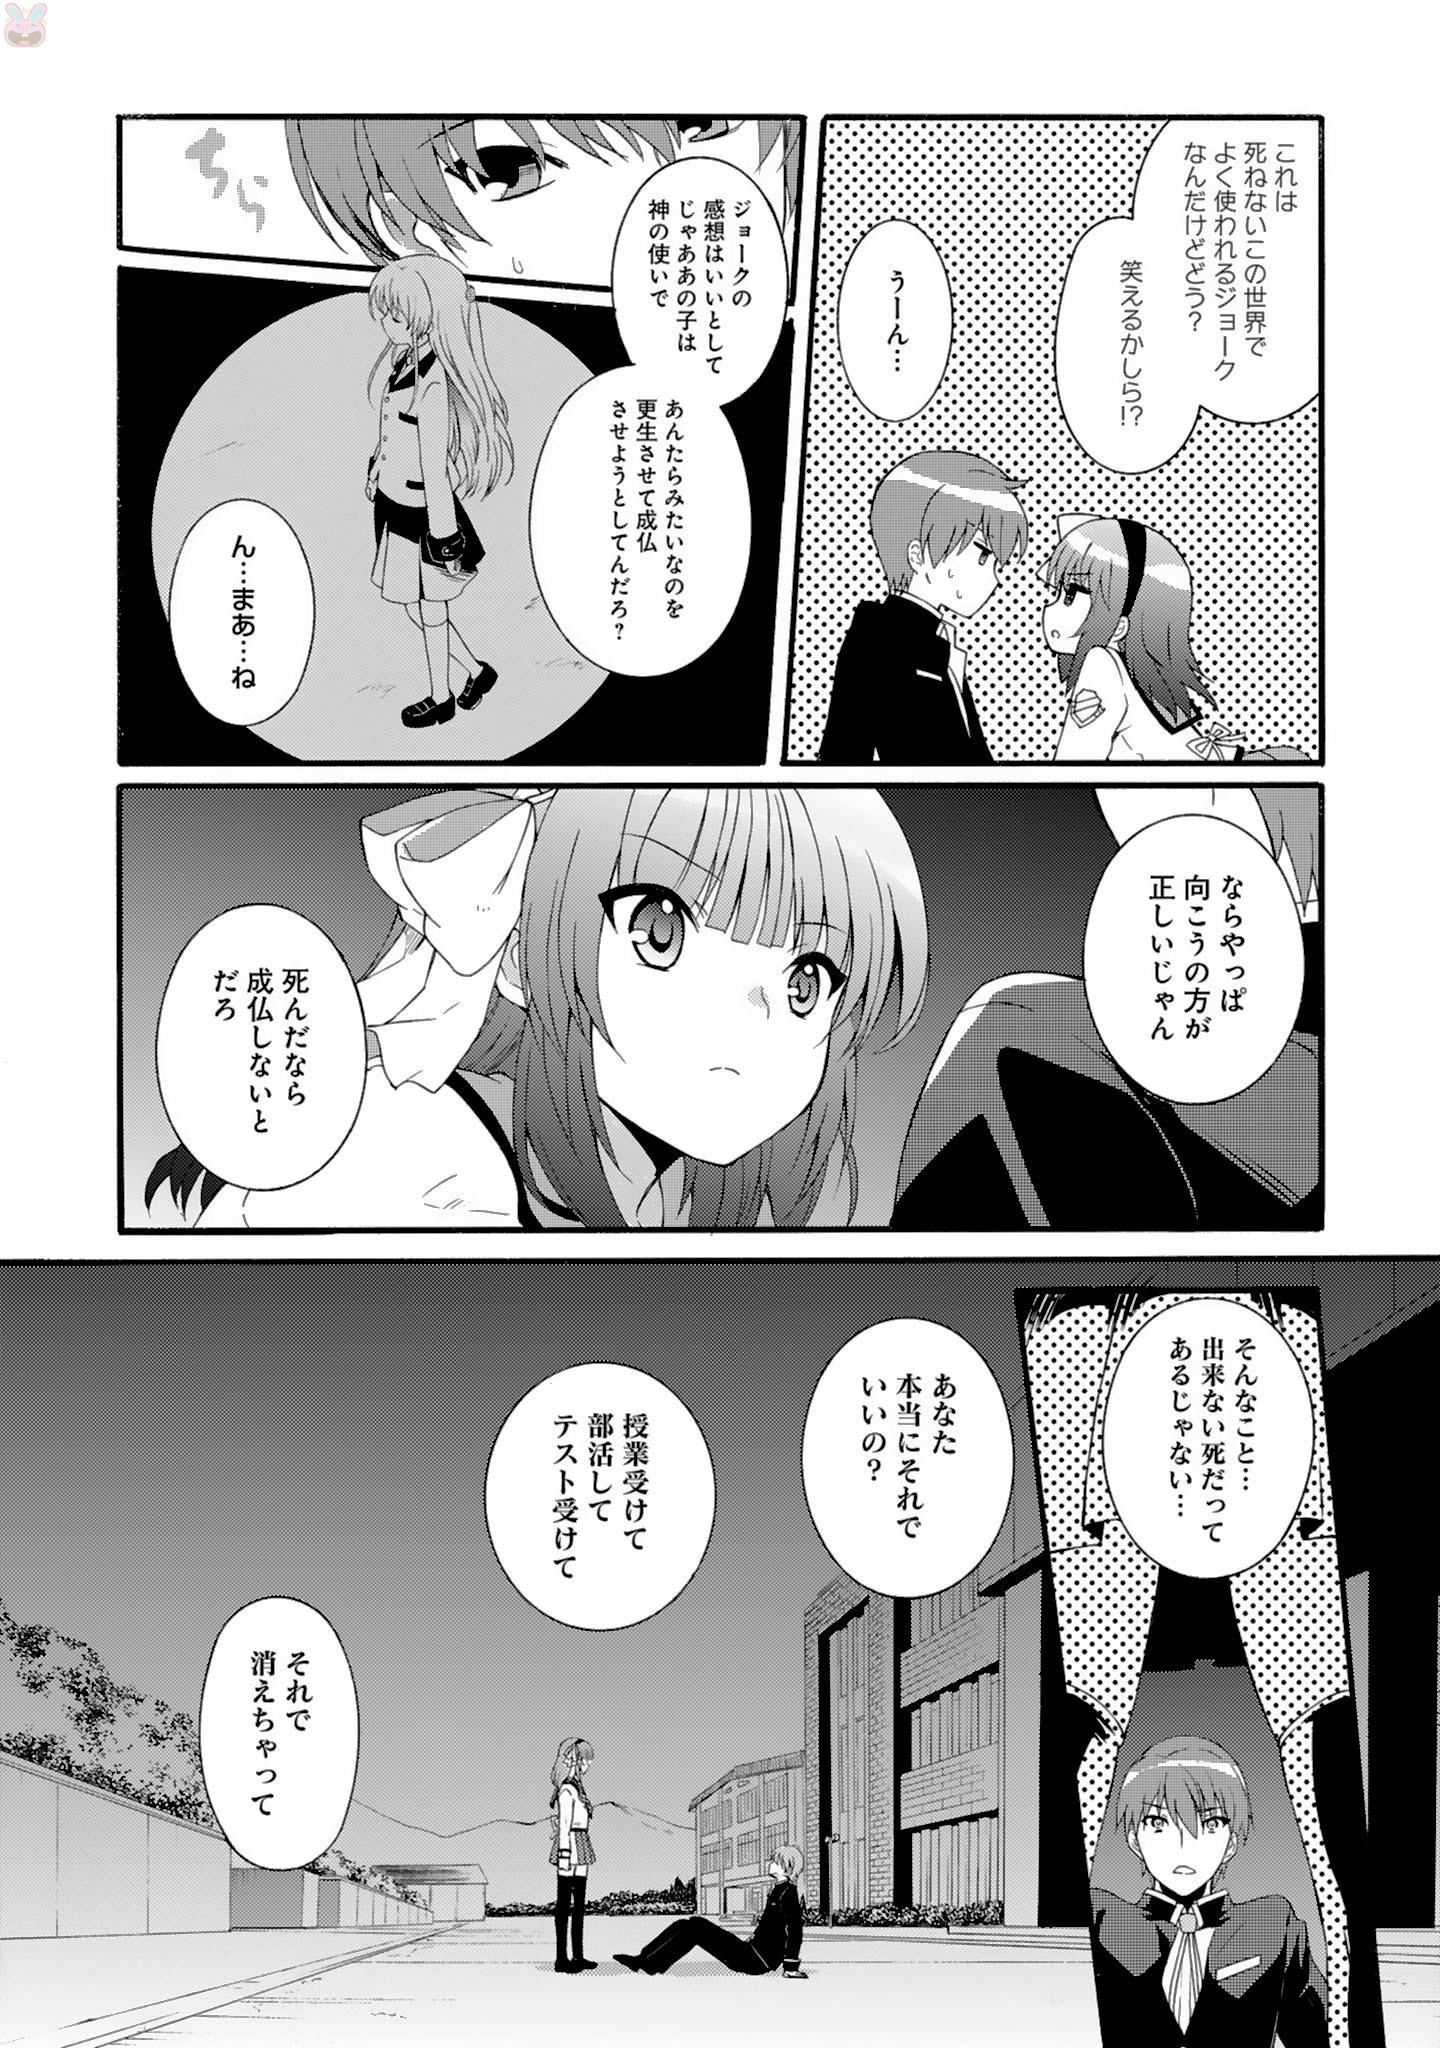 これは
死ねないこの世界で
よく使われるジョーク
なんだけどどう?
笑えるかしら!?
うーん…
ちら
ジョークの
感想はいいとして
じゃああの子は
神の使いで
あんたらみたいなのを
更生させて成仏
させようとしてんだろ?
ん…まあ…ね
ならやっぱ
向こうの方が
正しいじゃん
死んだなら
成仏しないと
だろ
そんなこと…
出来ない死だって
あるじゃない…
あなた
本当にそれで
いいの?
授業受けて
部活して
テスト受けて
それで
消えちゃって